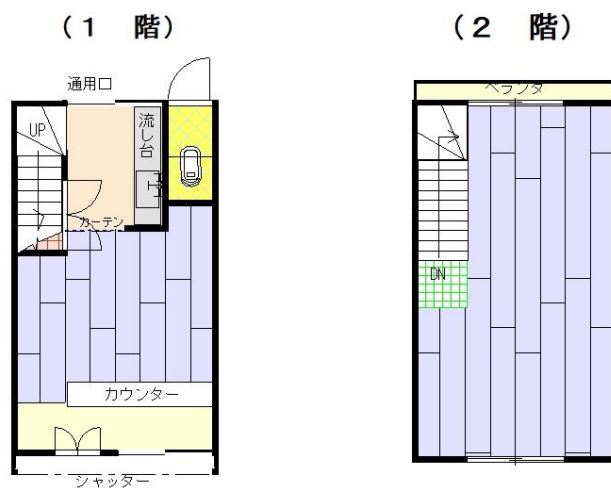 (１ 階)
(２ 階)
通用口
ベランダ
UP
流し台
カーテン
DN
カウンター
シャッター